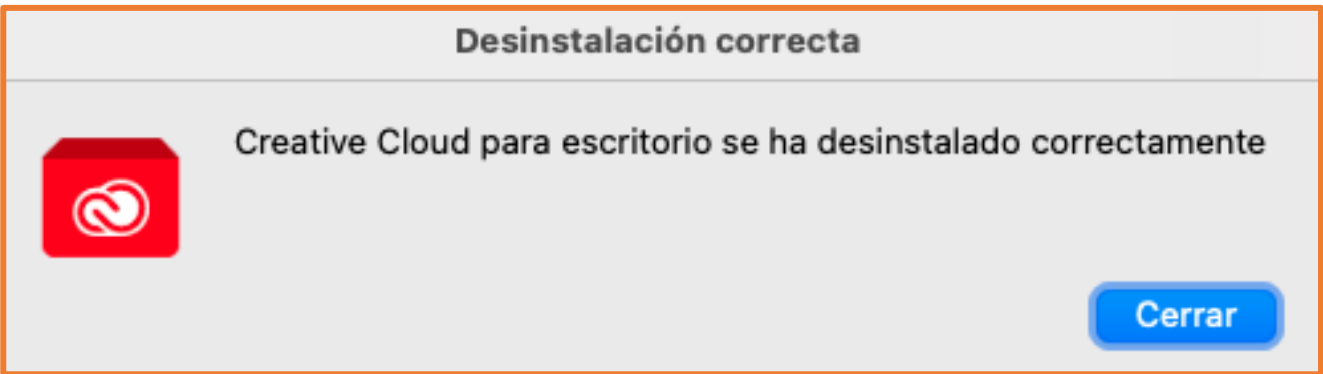 Desinstalación correcta
Creative Cloud para escritorio se ha desinstalado correctamente
Cerrar